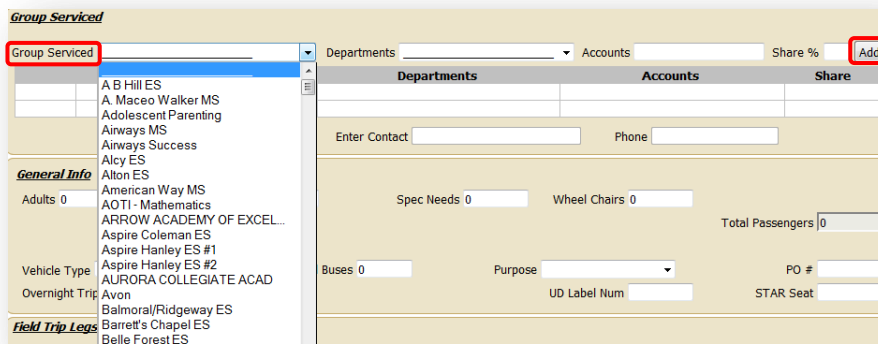 Group Serviced
Group Serviced Departments Accounts Share % Add
Departments Accounts Share
A B Hill ES
A. Maceo Walker MS
Adolescent Parenting
Airways MS
Airways Success
Alcy ES
Alton ES
American Way MS
AOTI - Mathematics
ARROW ACADEMY OF EXCEL...
Aspire Coleman ES
Aspire Hanley ES #1
Aspire Hanley ES #2
AURORA COLLEGIATE ACAD
Avon
Balmoral/Ridgeway ES
Barrett's Chapel ES
Belle Forest ES
Enter Contact Phone
General Info
Adults 0 Spec Needs 0 Wheel Chairs 0
Total Passengers 0
Vehicle Type Buses 0 Purpose PO #
Overnight Trip UD Label Num STAR Seat
Field Trip Legs